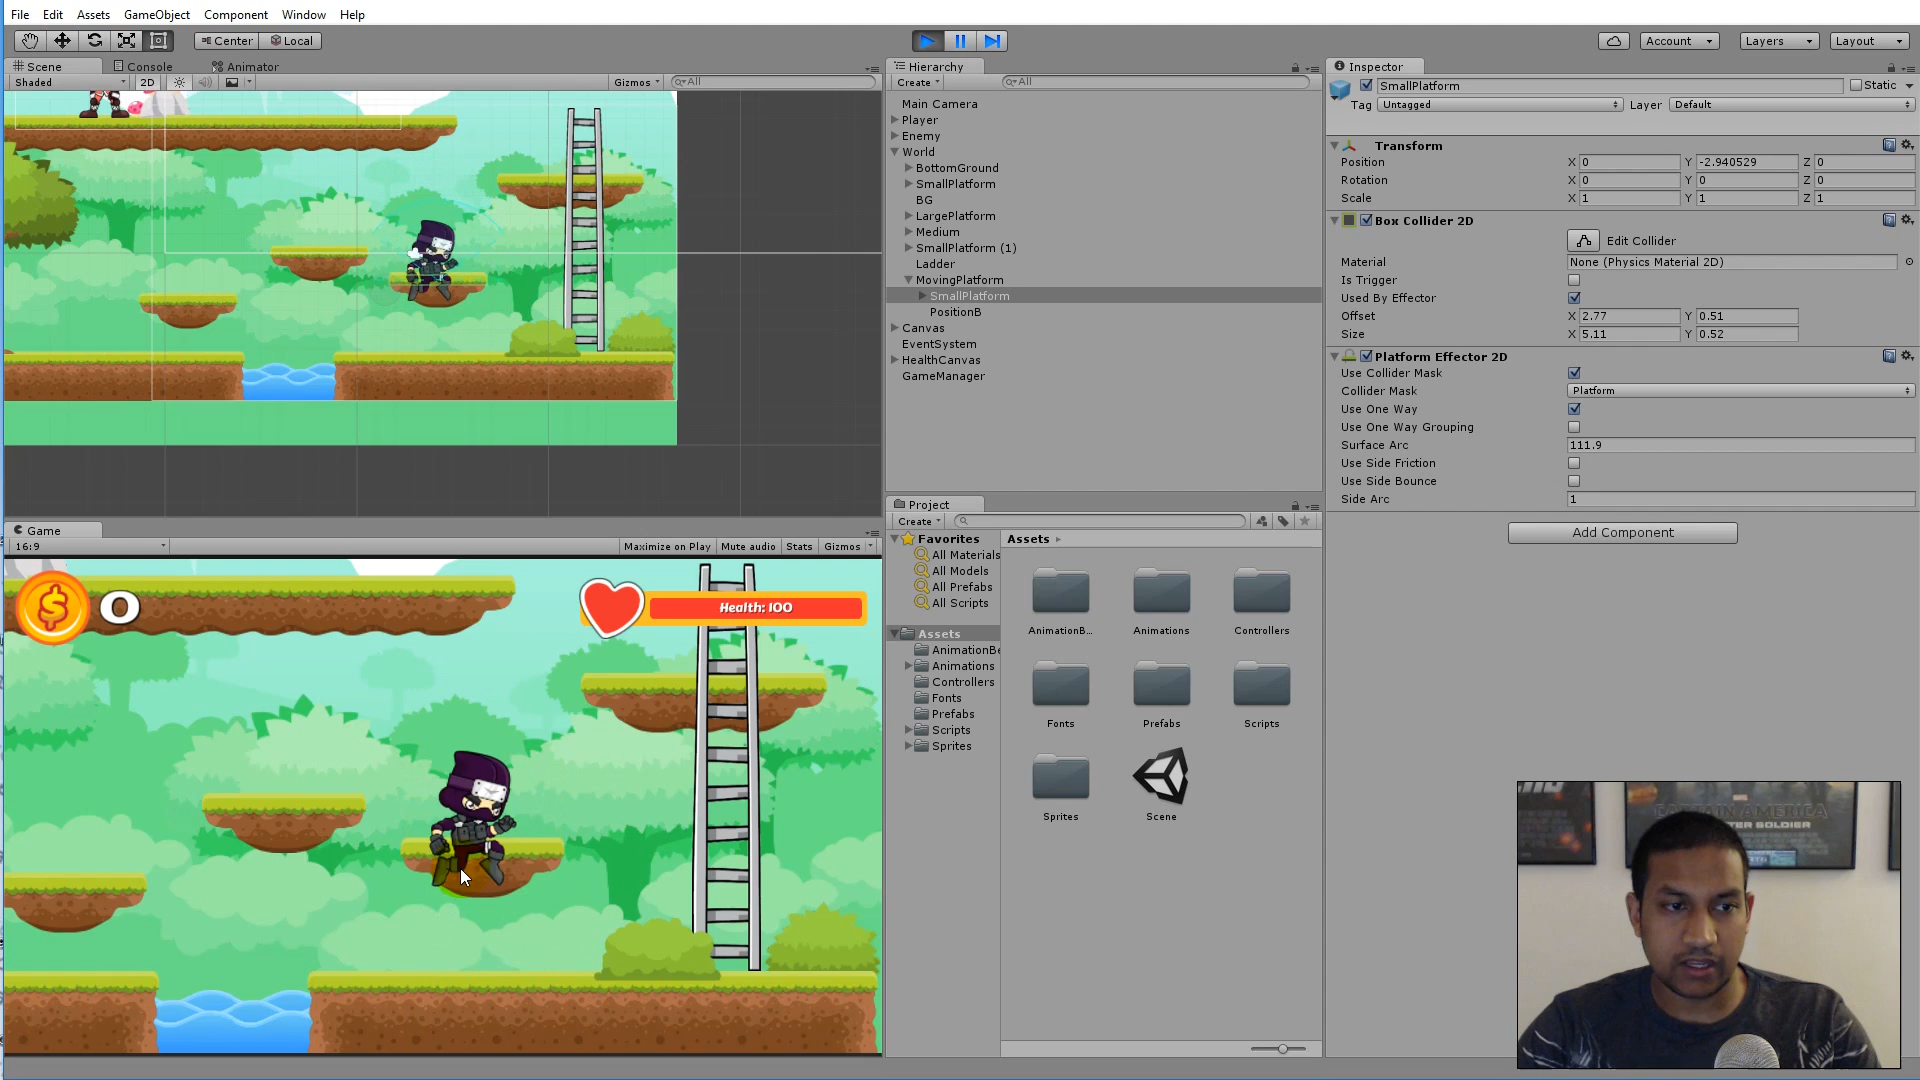 File Edit Assets GameObject Component Window Help
Center Local
Account Layers Layout
Scene Console Animator
Shaded 2D Gizmos All
Game
16:9 Maximize on Play Mute audio Stats Gizmos
$ 0 Health: 100
Hierarchy
Create All
Main Camera
Player
Enemy
World
BottomGround
SmallPlatform
BG
LargePlatform
Medium
SmallPlatform (1)
Ladder
MovingPlatform
SmallPlatform
PositionB
Canvas
EventSystem
HealthCanvas
GameManager
Project
Create
Favorites
All Materials
All Models
All Prefabs
All Scripts
Assets
AnimationBe
Animations
Controllers
Fonts
Prefabs
Scripts
Sprites
Assets
AnimationB... Animations Controllers
Fonts Prefabs Scripts
Sprites Scene
Inspector
SmallPlatform Static
Tag Untagged Layer Default
Transform
Position X 0 Y -2.940529 Z 0
Rotation X 0 Y 0 Z 0
Scale X 1 Y 1 Z 1
Box Collider 2D
Edit Collider
Material None (Physics Material 2D)
Is Trigger
Used By Effector
Offset X 2.77 Y 0.51
Size X 5.11 Y 0.52
Platform Effector 2D
Use Collider Mask
Collider Mask Platform
Use One Way
Use One Way Grouping
Surface Arc 111.9
Use Side Friction
Use Side Bounce
Side Arc 1
Add Component
CAPTAIN AMERICA
TER SOLDIER